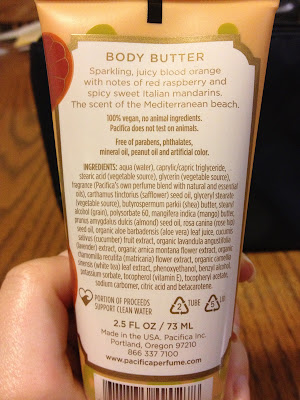 BODY BUTTER
Sparkling, juicy blood orange
with notes of red raspberry and
spicy sweet Italian mandarins.
The scent of the Mediterranean beach.
100% vegan, no animal ingredients.
Pacifica does not test on animals.
Free of parabens, phthalates,
mineral oil, peanut oil and artificial color.
INGREDIENTS: aqua (water), caprylic/capric triglyceride,
stearic acid (vegetable source), glycerin (vegetable source),
fragrance (Pacifica's own perfume blend with natural and essential
oils), carthamus tinctorius (safflower) seed oil, glyceryl stearate
(vegetable source), butyrospermum parkii (shea) butter, stearyl
alcohol (grain), polysorbate 60, mangifera indica (mango) butter,
prunus amygdalus dulcis (almond) seed oil, rosa canina (rose hip)
seed oil, organic aloe barbadensis (aloe vera) leaf juice, cucumis
sativus (cucumber) fruit extract, organic lavandula angustifolia
(lavender) extract, organic arnica montana flower extract, organic
chamomilla recutita (matricaria) flower extract, organic camellia
sinensis (white tea) leaf extract, phenoxyethanol, benzyl alcohol,
potassium sorbate, tocopherol (vitamin E), tocopheryl acetate,
sodium carbomer, citric acid and betacarotene.
PORTION OF PROCEEDS
SUPPORT CLEAN WATER
2 TUBE
5 LID
2.5 FL OZ / 73 ML
Made in the USA. Pacifica Inc.
Portland, Oregon 97210
866 337 7100
www.pacificaperfume.com